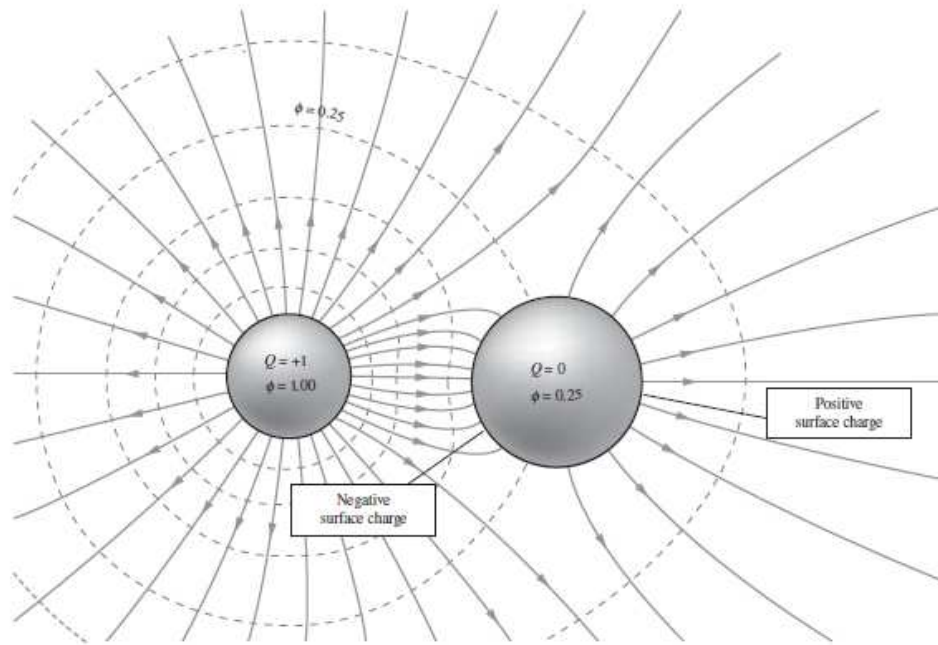 ϕ = 0.25
Q = +1
ϕ = 1.00
Q = 0
ϕ = 0.25
Positive
surface charge
Negative
surface charge